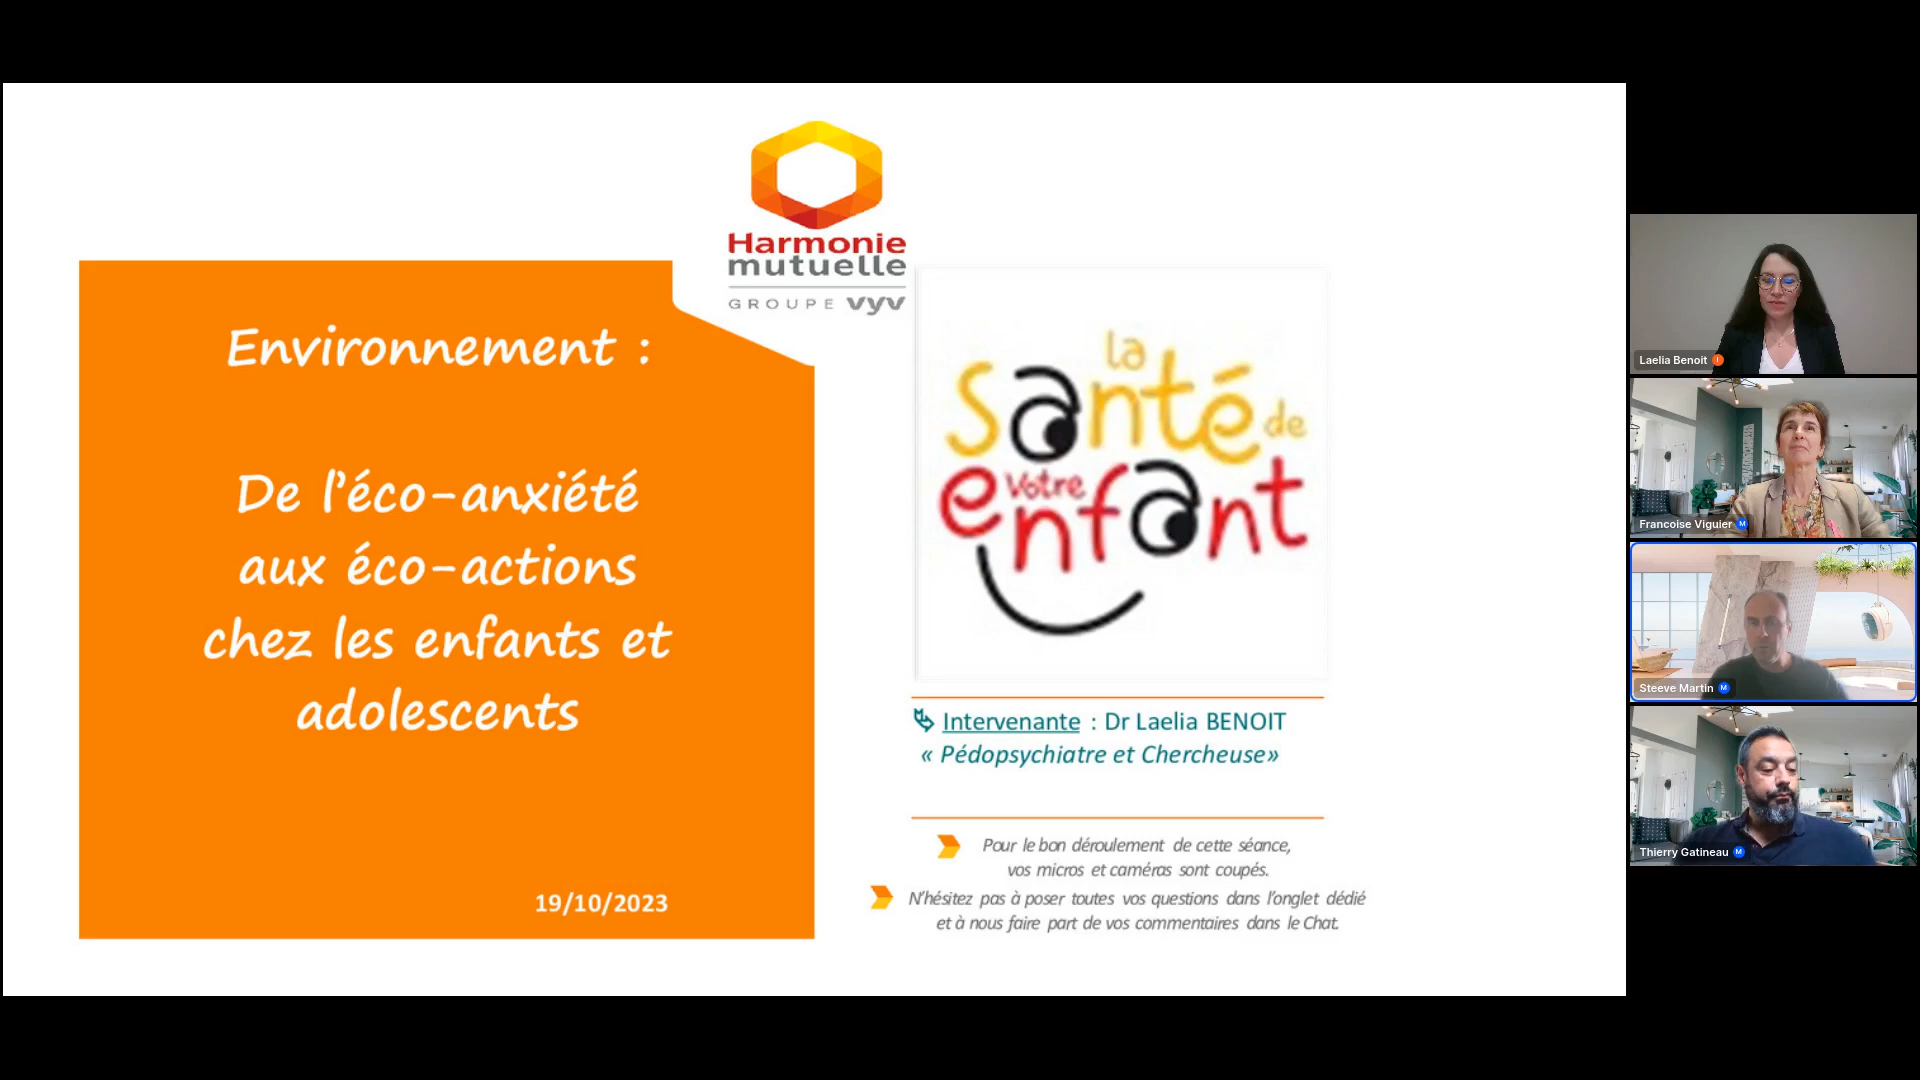 Harmonie
mutuelle
GROUPE vyv
Environnement :
De l'éco-anxiété
aux éco-actions
chez les enfants et
adolescents
19/10/2023
la
santé de
votre
enfant
Intervenante : Dr Laelia BENOIT
« Pédopsychiatre et Chercheuse»
Pour le bon déroulement de cette séance,
vos micros et caméras sont coupés.
N'hésitez pas à poser toutes vos questions dans l'onglet dédié
et à nous faire part de vos commentaires dans le Chat.
Laelia Benoit I
Francoise Viguier M
Steeve Martin M
Thierry Gatineau M